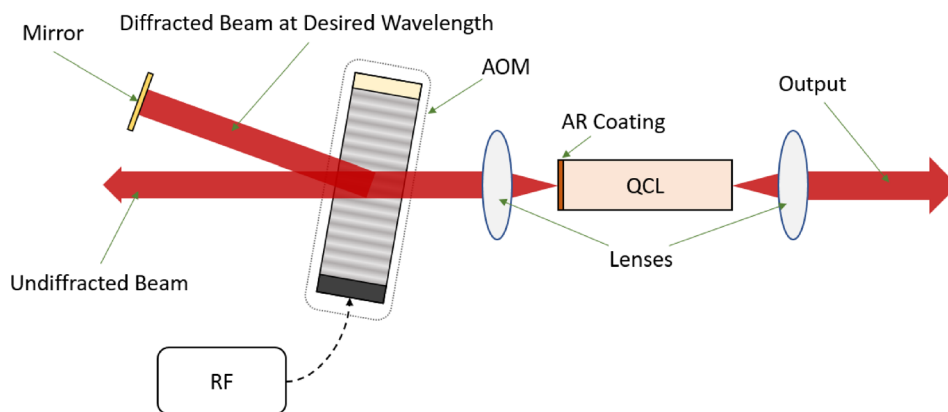 Diffracted Beam at Desired Wavelength
Mirror
AOM
Output
AR Coating
QCL
Lenses
Undiffracted Beam
RF